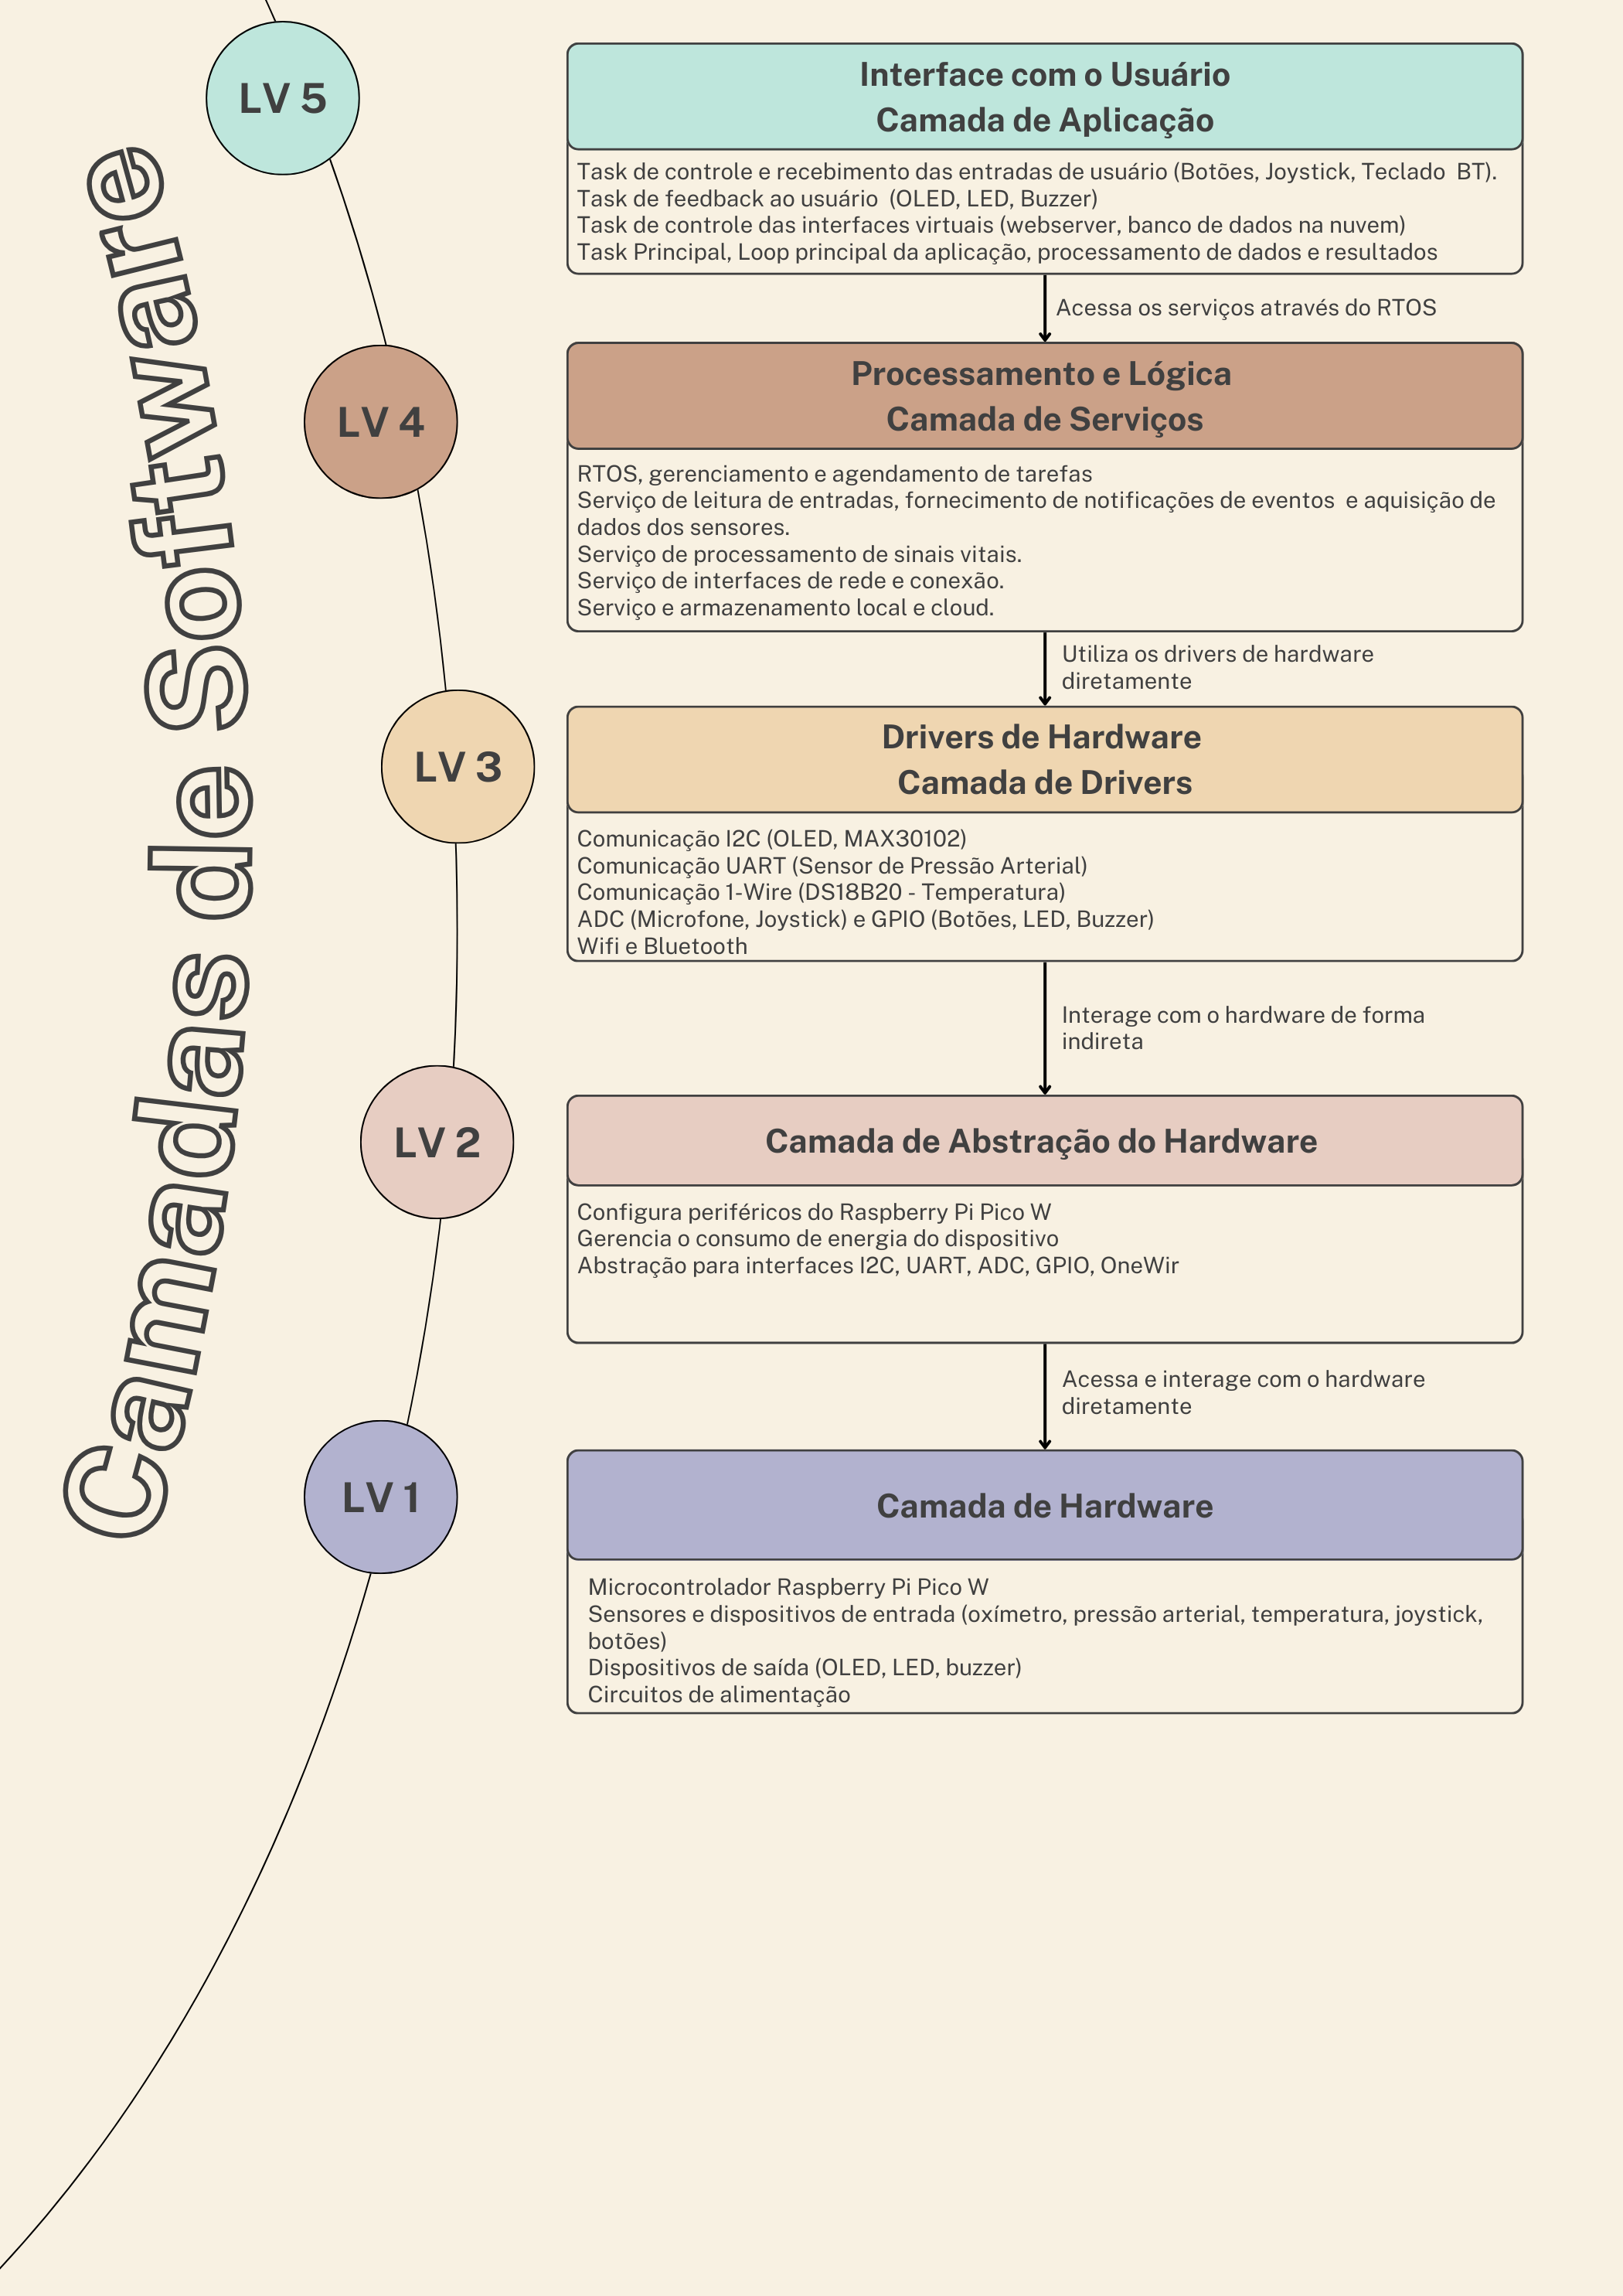 Camadas de Software
LV 5
Interface com o Usuário
Camada de Aplicação
Task de controle e recebimento das entradas de usuário (Botões, Joystick, Teclado  BT).
Task de feedback ao usuário  (OLED, LED, Buzzer)
Task de controle das interfaces virtuais (webserver, banco de dados na nuvem)
Task Principal, Loop principal da aplicação, processamento de dados e resultados
Acessa os serviços através do RTOS
LV 4
Processamento e Lógica
Camada de Serviços
RTOS, gerenciamento e agendamento de tarefas
Serviço de leitura de entradas, fornecimento de notificações de eventos  e aquisição de
dados dos sensores.
Serviço de processamento de sinais vitais.
Serviço de interfaces de rede e conexão.
Serviço e armazenamento local e cloud.
Utiliza os drivers de hardware
diretamente
LV 3
Drivers de Hardware
Camada de Drivers
Comunicação I2C (OLED, MAX30102)
Comunicação UART (Sensor de Pressão Arterial)
Comunicação 1-Wire (DS18B20 - Temperatura)
ADC (Microfone, Joystick) e GPIO (Botões, LED, Buzzer)
Wifi e Bluetooth
Interage com o hardware de forma
indireta
LV 2
Camada de Abstração do Hardware
Configura periféricos do Raspberry Pi Pico W
Gerencia o consumo de energia do dispositivo
Abstração para interfaces I2C, UART, ADC, GPIO, OneWir
Acessa e interage com o hardware
diretamente
LV 1
Camada de Hardware
Microcontrolador Raspberry Pi Pico W
Sensores e dispositivos de entrada (oxímetro, pressão arterial, temperatura, joystick,
botões)
Dispositivos de saída (OLED, LED, buzzer)
Circuitos de alimentação